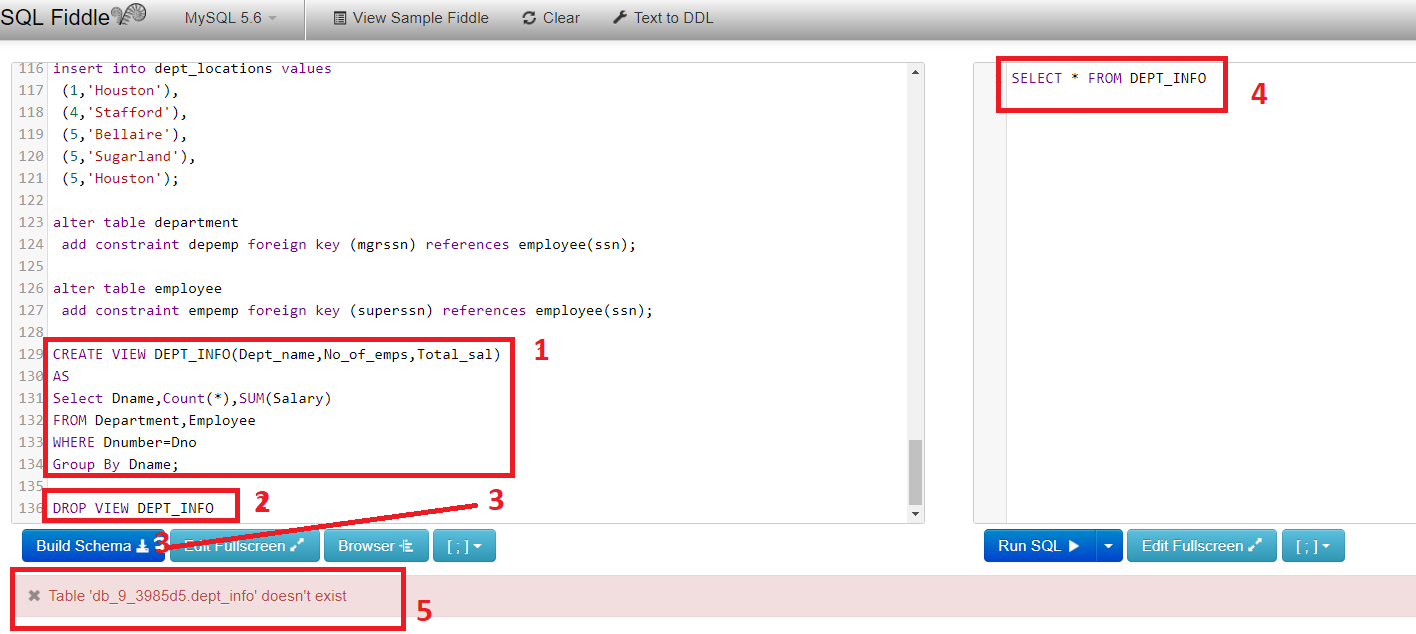 SQL Fiddle MySQL 5.6 View Sample Fiddle Clear Text to DDL
116 insert into dept_locations values
117 (1,'Houston'),
118 (4,'Stafford'),
119 (5,'Bellaire'),
120 (5,'Sugarland'),
121 (5,'Houston');
122
123 alter table department
124 add constraint depemp foreign key (mgrssn) references employee(ssn);
125
126 alter table employee
127 add constraint empemp foreign key (superssn) references employee(ssn);
128
129 CREATE VIEW DEPT_INFO(Dept_name,No_of_emps,Total_sal) 1
130 AS
131 Select Dname,Count(*),SUM(Salary)
132 FROM Department,Employee
133 WHERE Dnumber=Dno
134 Group By Dname;
135
136 DROP VIEW DEPT_INFO 2
3
SELECT * FROM DEPT_INFO 4
Build Schema 3 Edit Fullscreen Browser [ ; ]
Run SQL Edit Fullscreen [ ; ]
Table 'db_9_3985d5.dept_info' doesn't exist 5